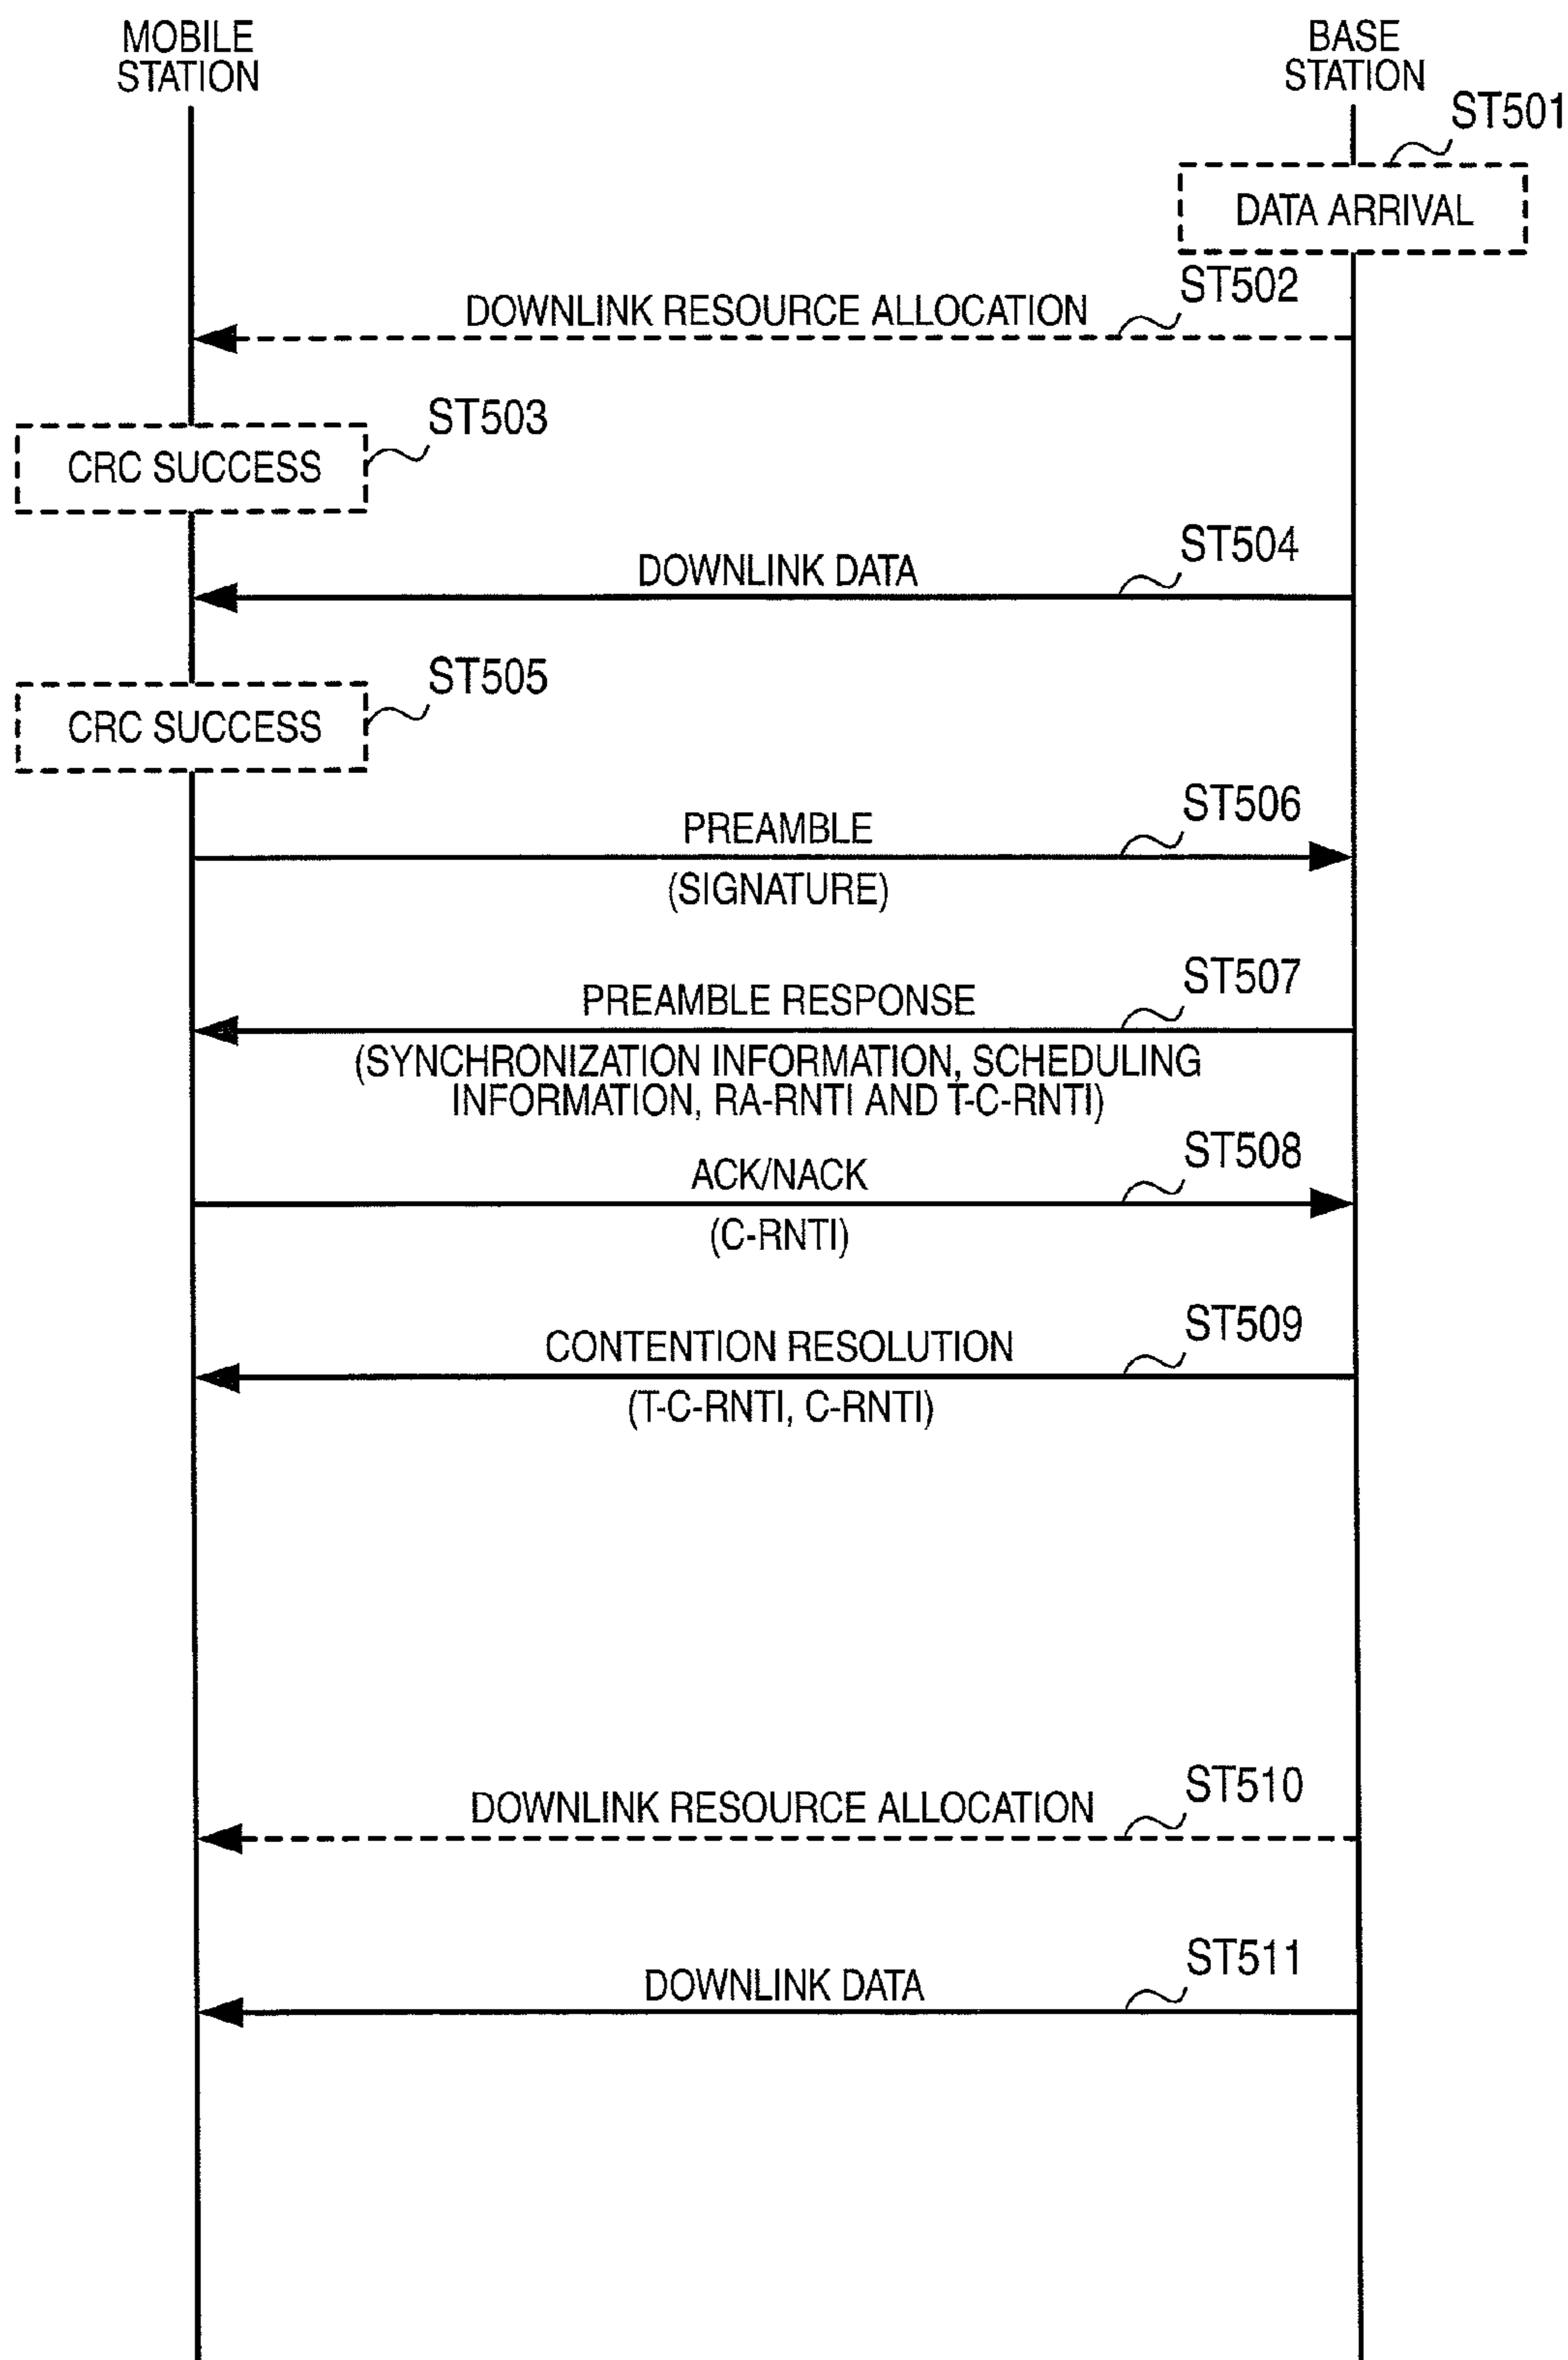 MOBILE
STATION
BASE
STATION
ST501
DATA ARRIVAL
ST502
DOWNLINK RESOURCE ALLOCATION
ST503
CRC SUCCESS
ST504
DOWNLINK DATA
ST505
CRC SUCCESS
ST506
PREAMBLE
(SIGNATURE)
ST507
PREAMBLE RESPONSE
(SYNCHRONIZATION INFORMATION, SCHEDULING
INFORMATION, RA-RNTI AND T-C-RNTI)
ST508
ACK/NACK
(C-RNTI)
ST509
CONTENTION RESOLUTION
(T-C-RNTI, C-RNTI)
ST510
DOWNLINK RESOURCE ALLOCATION
ST511
DOWNLINK DATA